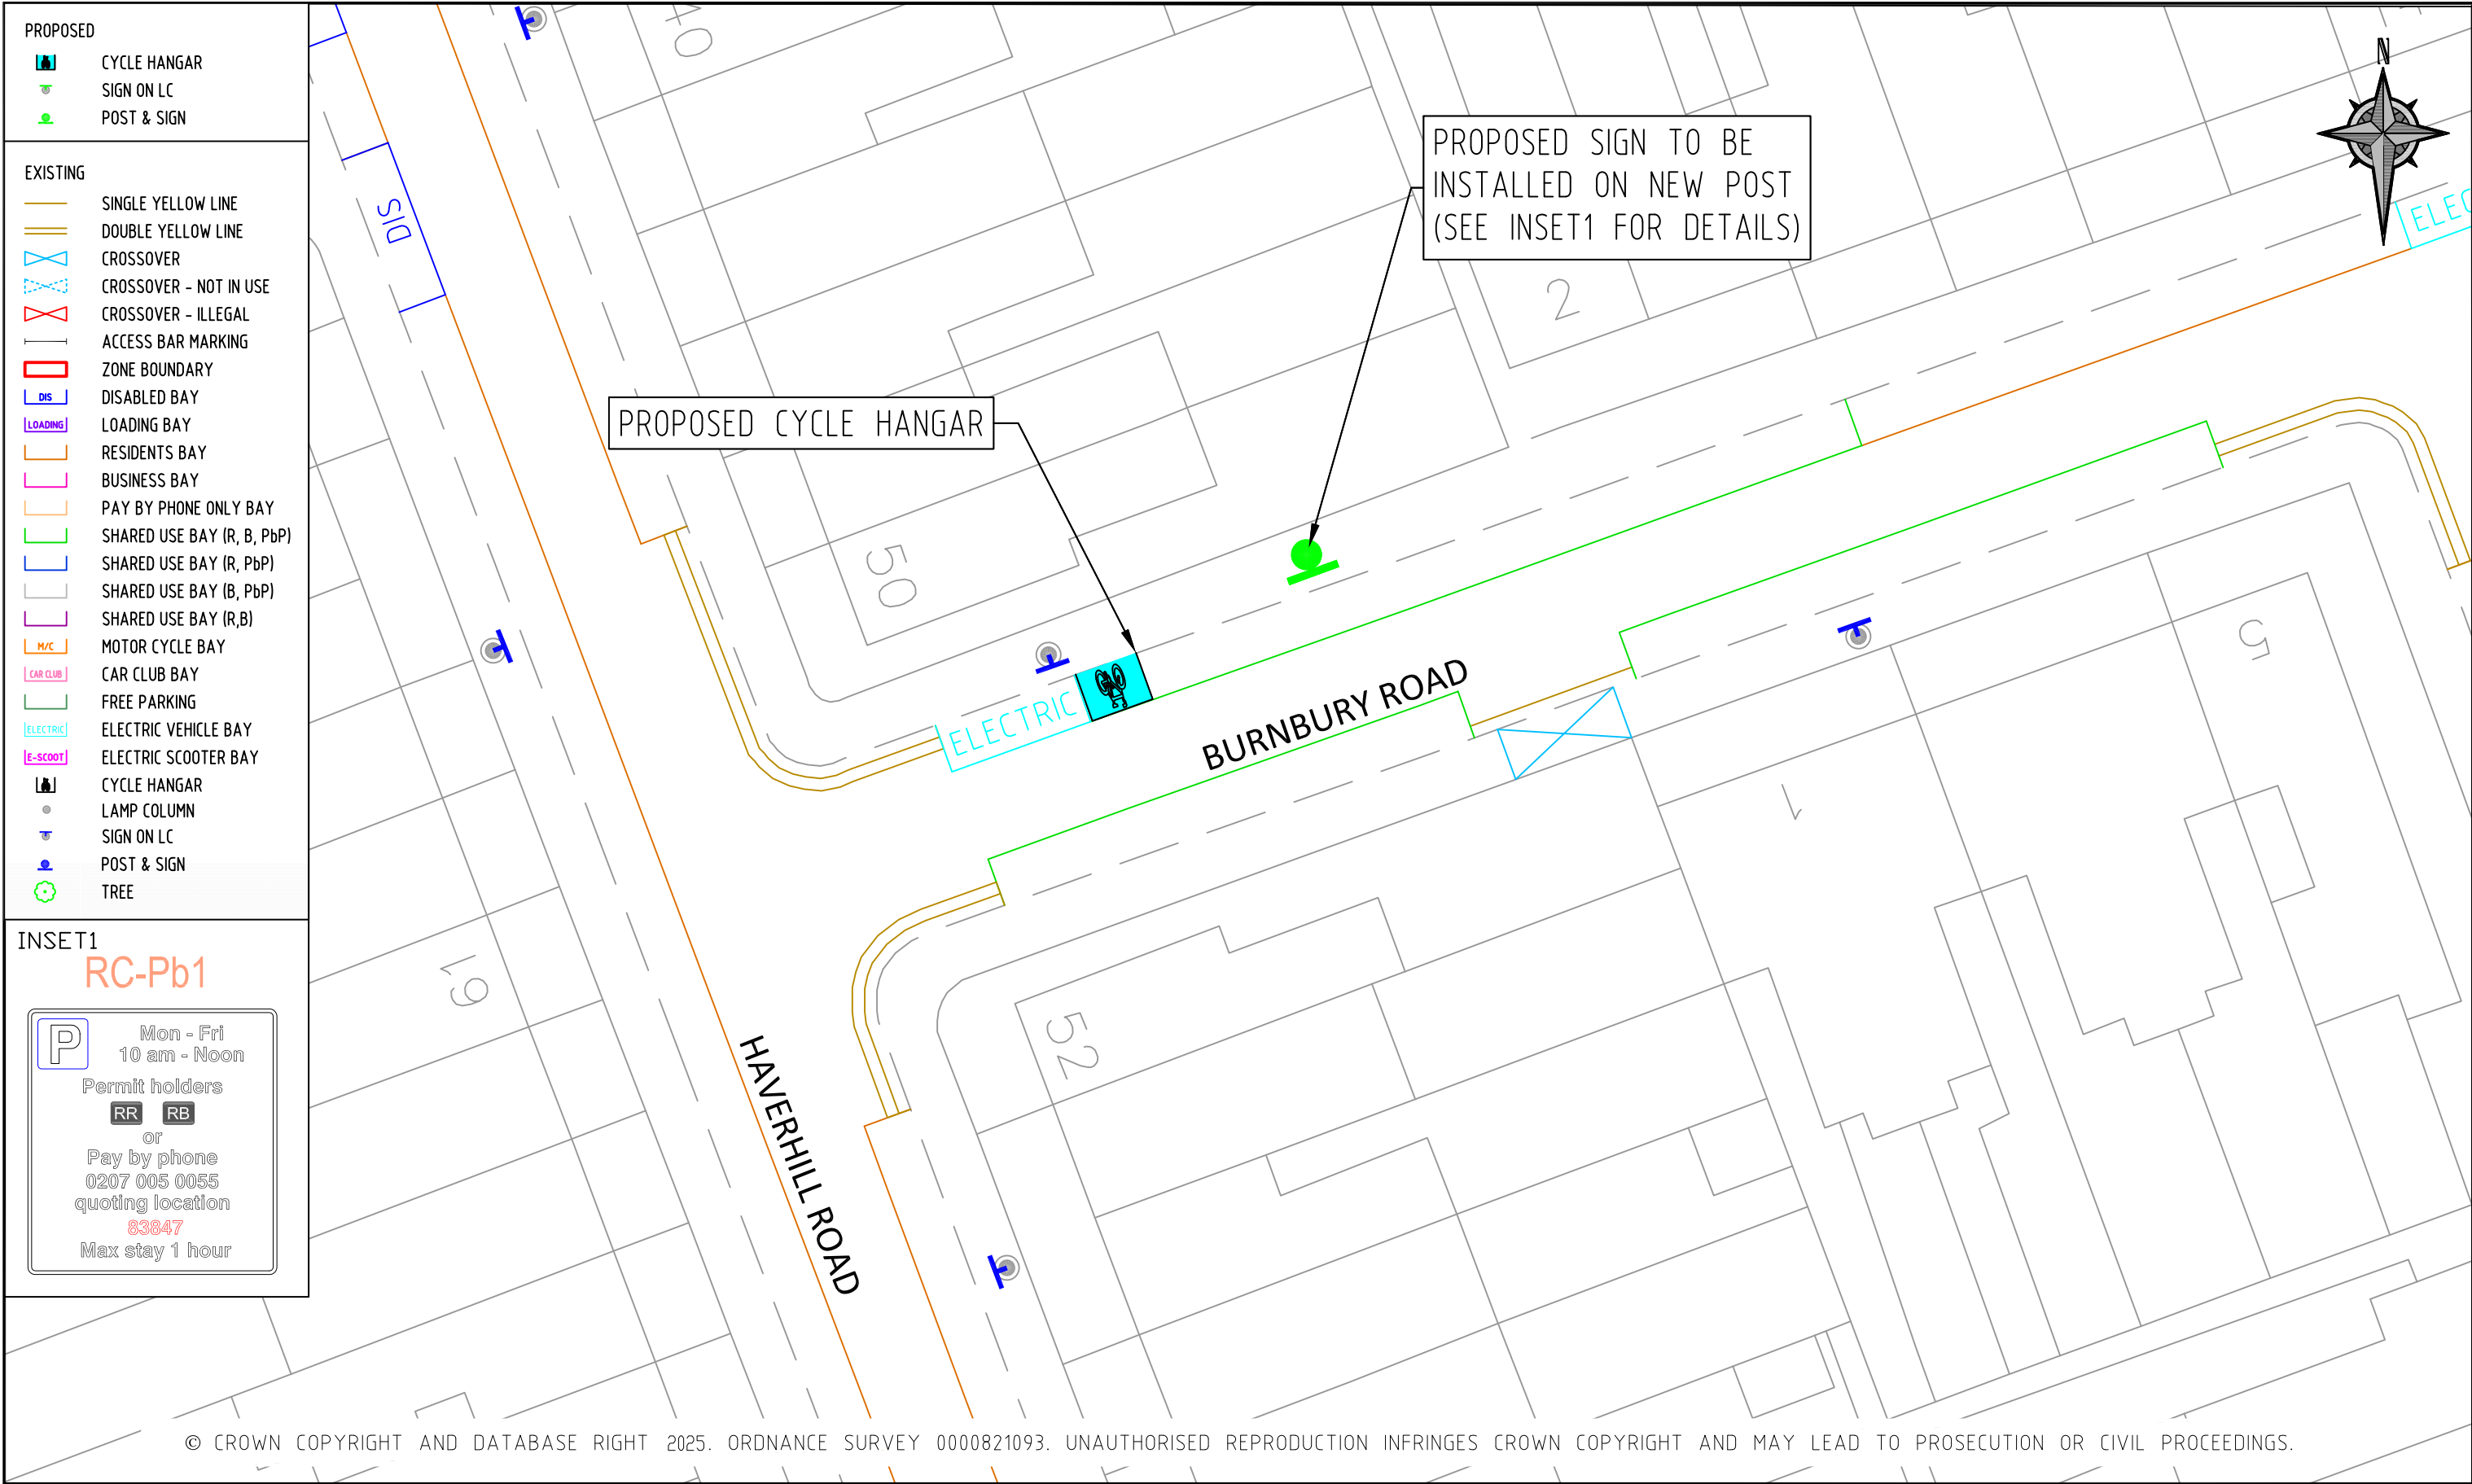 PROPOSED
CYCLE HANGAR
SIGN ON LC
POST & SIGN
EXISTING
SINGLE YELLOW LINE
DOUBLE YELLOW LINE
CROSSOVER
CROSSOVER - NOT IN USE
CROSSOVER - ILLEGAL
ACCESS BAR MARKING
ZONE BOUNDARY
DIS DISABLED BAY
LOADING LOADING BAY
RESIDENTS BAY
BUSINESS BAY
PAY BY PHONE ONLY BAY
SHARED USE BAY (R, B, PbP)
SHARED USE BAY (R, PbP)
SHARED USE BAY (B, PbP)
SHARED USE BAY (R,B)
M/C MOTOR CYCLE BAY
CAR CLUB CAR CLUB BAY
FREE PARKING
ELECTRIC ELECTRIC VEHICLE BAY
E-SCOOT ELECTRIC SCOOTER BAY
CYCLE HANGAR
LAMP COLUMN
SIGN ON LC
POST & SIGN
TREE
INSET1
RC-Pb1
P
Mon - Fri
10 am - Noon
Permit holders
RR RB
or
Pay by phone
0207 005 0055
quoting location
83847
Max stay 1 hour
N
PROPOSED SIGN TO BE
INSTALLED ON NEW POST
(SEE INSET1 FOR DETAILS)
PROPOSED CYCLE HANGAR
DIS
2
50
ELECTRIC
BURNBURY ROAD
5
1
19
52
HAVERHILL ROAD
© CROWN COPYRIGHT AND DATABASE RIGHT 2025. ORDNANCE SURVEY 0000821093. UNAUTHORISED REPRODUCTION INFRINGES CROWN COPYRIGHT AND MAY LEAD TO PROSECUTION OR CIVIL PROCEEDINGS.